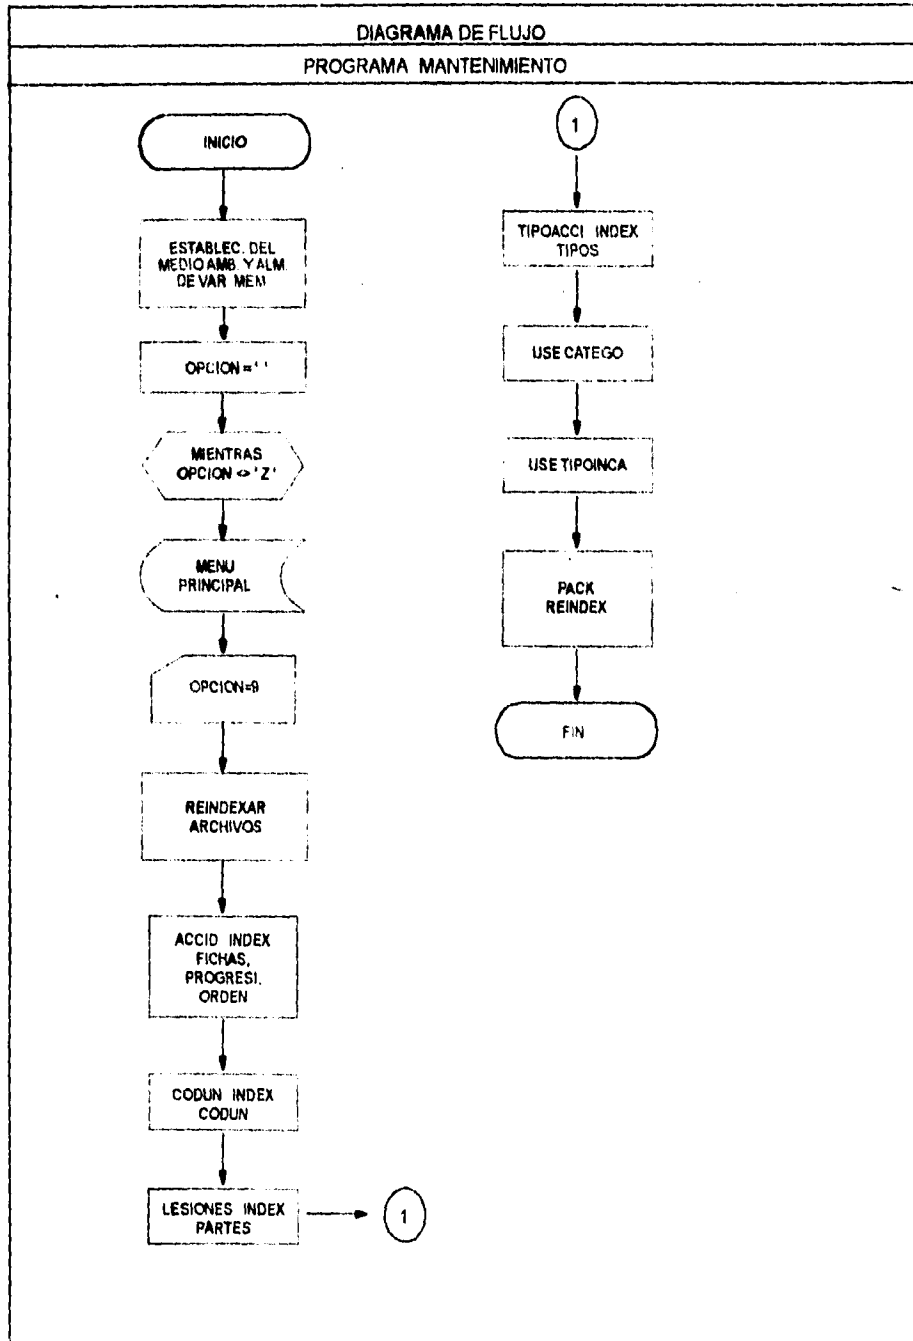 DIAGRAMA DE FLUJO
PROGRAMA MANTENIMIENTO
INICIO
ESTABLEC. DEL
MEDIO AMB. Y ALM.
DE VAR MEM
OPCION = ' '
MIENTRAS
OPCION <> 'Z'
MENU
PRINCIPAL
OPCION=9
REINDEXAR
ARCHIVOS
ACCID INDEX
FICHAS,
PROGRESI,
ORDEN
CODUN INDEX
CODUN
LESIONES INDEX
PARTES
1
1
TIPOACCI INDEX
TIPOS
USE CATEGO
USE TIPOINCA
PACK
REINDEX
FIN